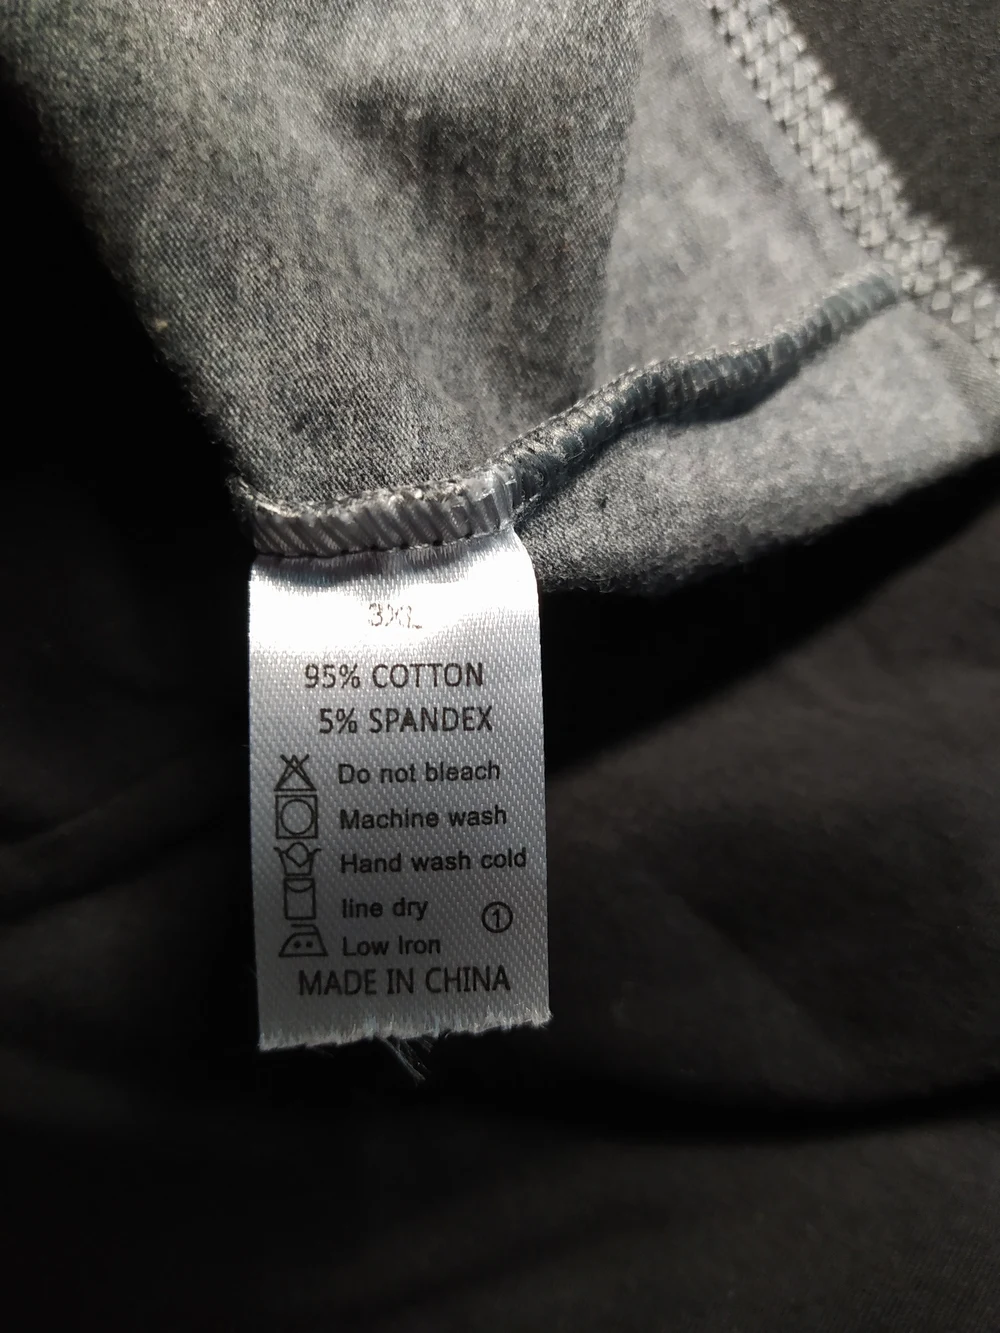 3XL
95% COTTON
5% SPANDEX
Do not bleach
Machine wash
Hand wash cold
line dry
①
Low Iron
MADE IN CHINA